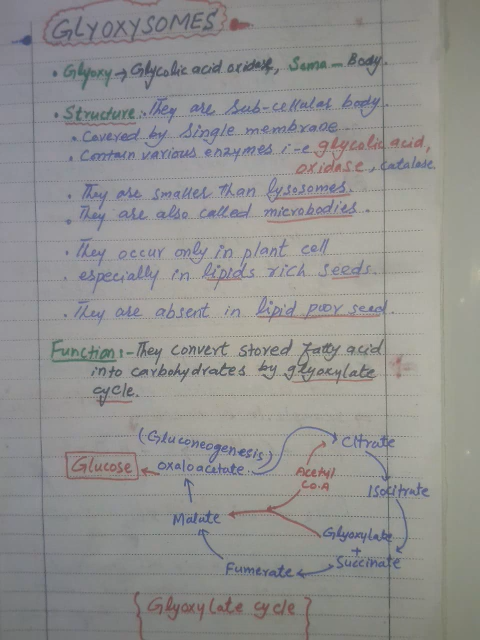 GLYOXYSOMES
• Glyoxy → Glycolic acid oxidase, Soma - Body.
• Structure:- They are sub-cellular body.
• Covered by single membrane
• Contain various enzymes i-e glycolic acid,
oxidase, catalase
• They are smaller than lysosomes.
• They are also called microbodies.
• They occur only in plant cell
• especially in lipids rich seeds.
• They are absent in lipid poor seed.
Function:- They convert stored fatty acid
into carbohydrates by glyoxylate
cycle.
(Gluconeogenesis)
Citrate
Glucose
Oxaloacetate
Acetyl
Co.A
Isocitrate
Malate
Glyoxylate
+
Succinate
Fumerate
{Glyoxylate cycle}